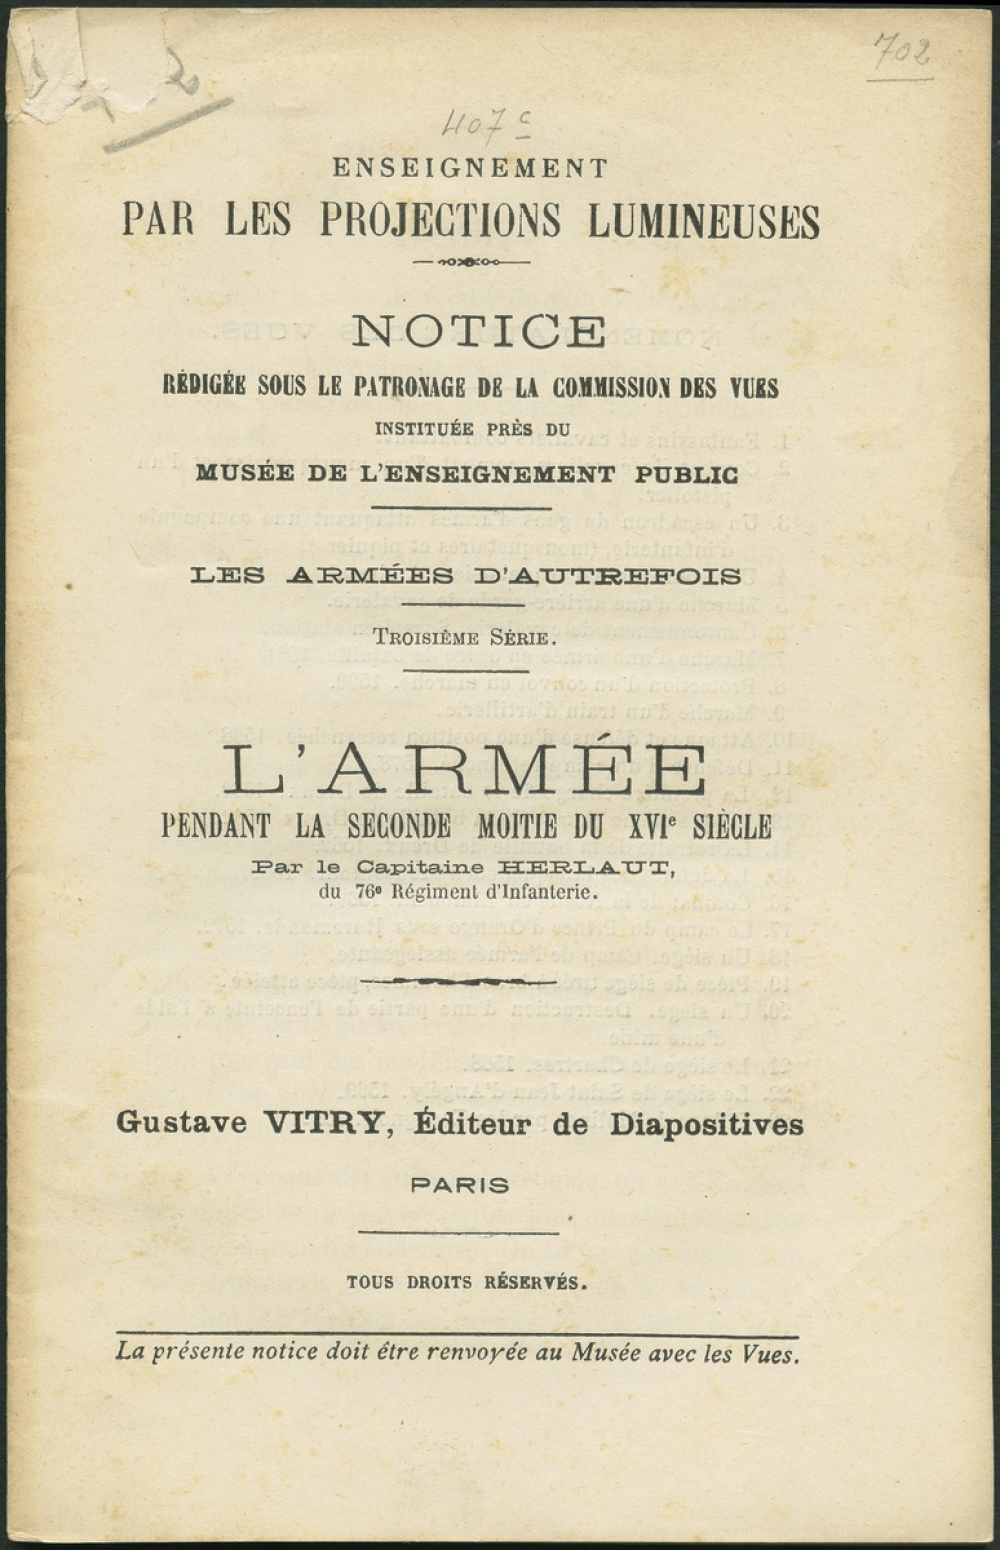 702
407 c
ENSEIGNEMENT
PAR LES PROJECTIONS LUMINEUSES
NOTICE
RÉDIGÉE SOUS LE PATRONAGE DE LA COMMISSION DES VUES
INSTITUÉE PRÈS DU
MUSÉE DE L'ENSEIGNEMENT PUBLIC
LES ARMÉES D'AUTREFOIS
TROISIÈME SÉRIE.
L'ARMÉE
PENDANT LA SECONDE MOITIE DU XVIe SIÈCLE
Par le Capitaine HERLAUT,
du 76e Régiment d'Infanterie.
Gustave VITRY, Éditeur de Diapositives
PARIS
TOUS DROITS RÉSERVÉS.
La présente notice doit être renvoyée au Musée avec les Vues.